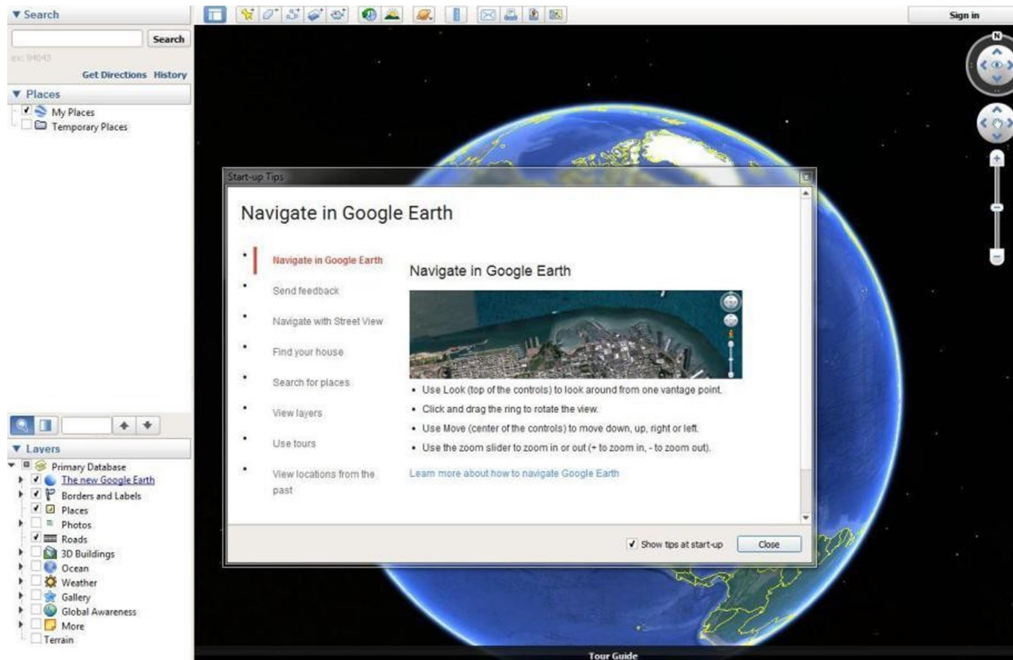 ▼ Search
Sign in
Search
ex: 94043
Get Directions History
▼ Places
My Places
Temporary Places
N
Start-up Tips
Navigate in Google Earth
• Navigate in Google Earth
• Send feedback
• Navigate with Street View
• Find your house
• Search for places
• View layers
• Use tours
• View locations from the
past
Navigate in Google Earth
• Use Look (top of the controls) to look around from one vantage point.
• Click and drag the ring to rotate the view.
• Use Move (center of the controls) to move down, up, right or left.
• Use the zoom slider to zoom in or out (+ to zoom in, - to zoom out).
Learn more about how to navigate Google Earth
Show tips at start-up
Close
▼ Layers
Primary Database
The new Google Earth
Borders and Labels
Places
Photos
Roads
3D Buildings
Ocean
Weather
Gallery
Global Awareness
More
Terrain
Tour Guide